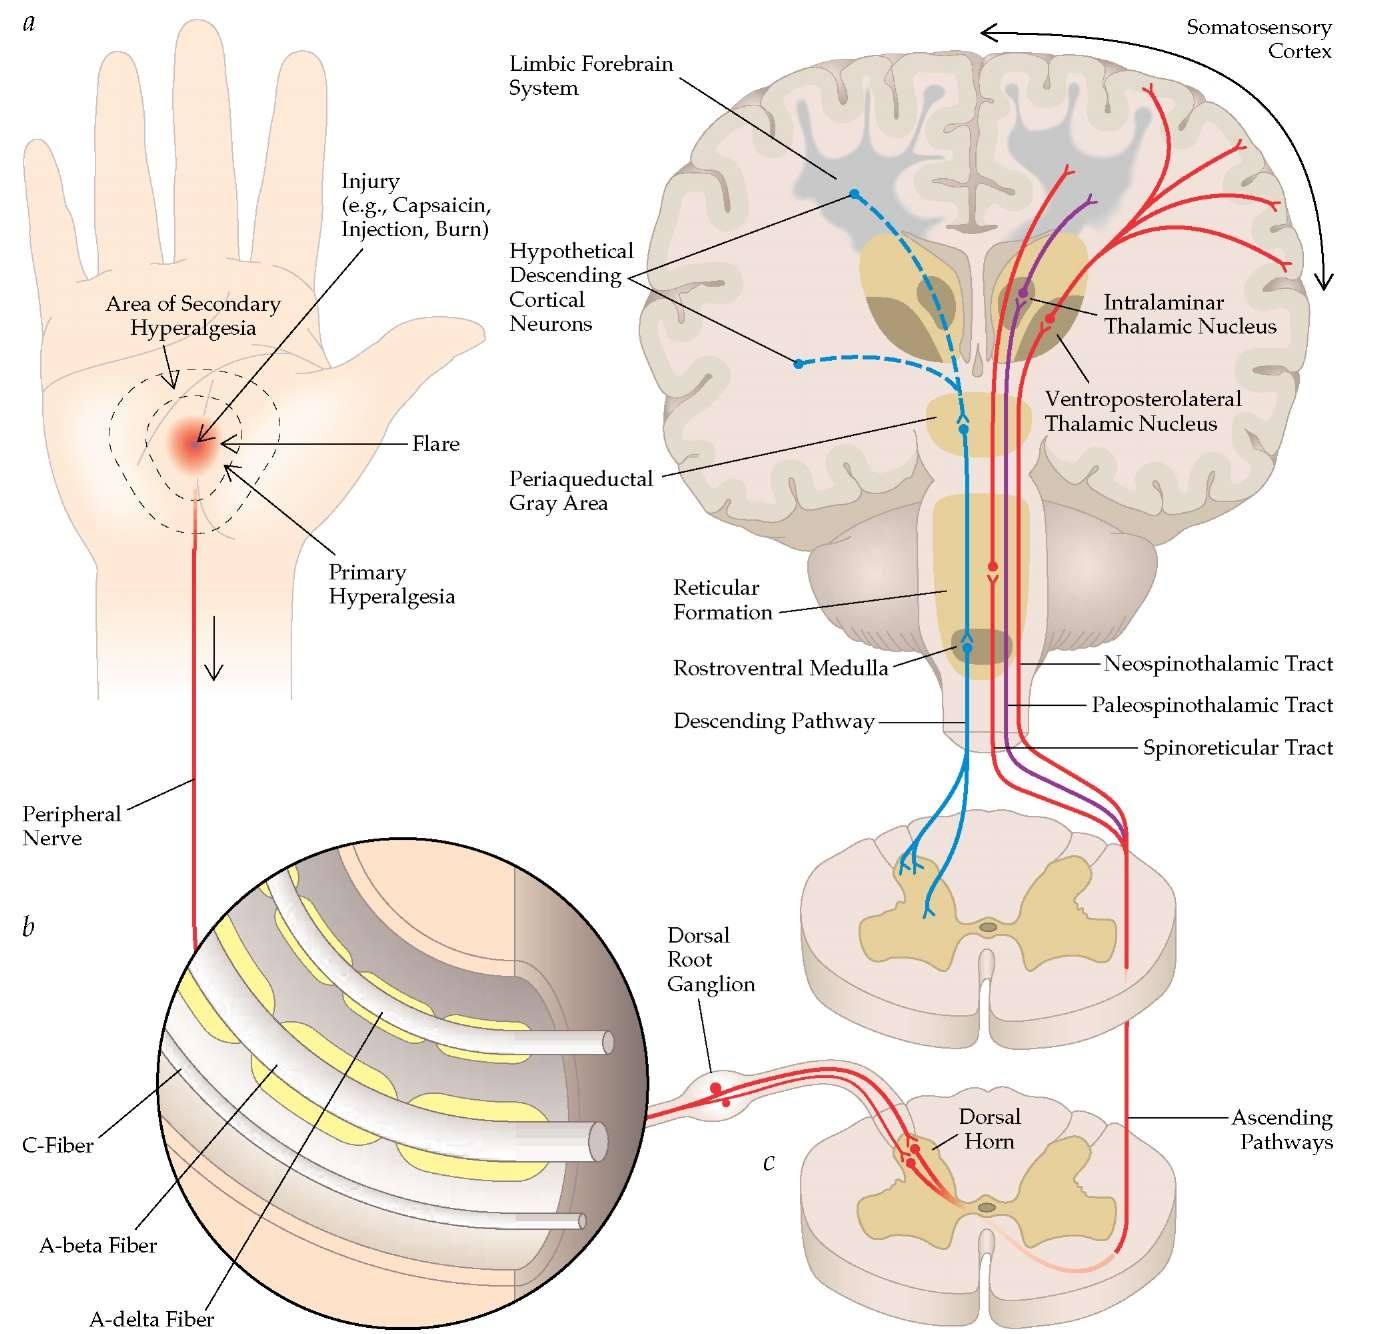 a
Somatosensory
Cortex
Limbic Forebrain
System
Injury
(e.g., Capsaicin,
Injection, Burn)
Hypothetical
Descending
Cortical
Neurons
Area of Secondary
Hyperalgesia
Intralaminar
Thalamic Nucleus
Ventroposterolateral
Thalamic Nucleus
Flare
Periaqueductal
Gray Area
Primary
Hyperalgesia
Reticular
Formation
Rostroventral Medulla
Neospinothalamic Tract
Paleospinothalamic Tract
Descending Pathway
Spinoreticular Tract
Peripheral
Nerve
b
Dorsal
Root
Ganglion
C-Fiber
A-beta Fiber
A-delta Fiber
c
Dorsal
Horn
Ascending
Pathways